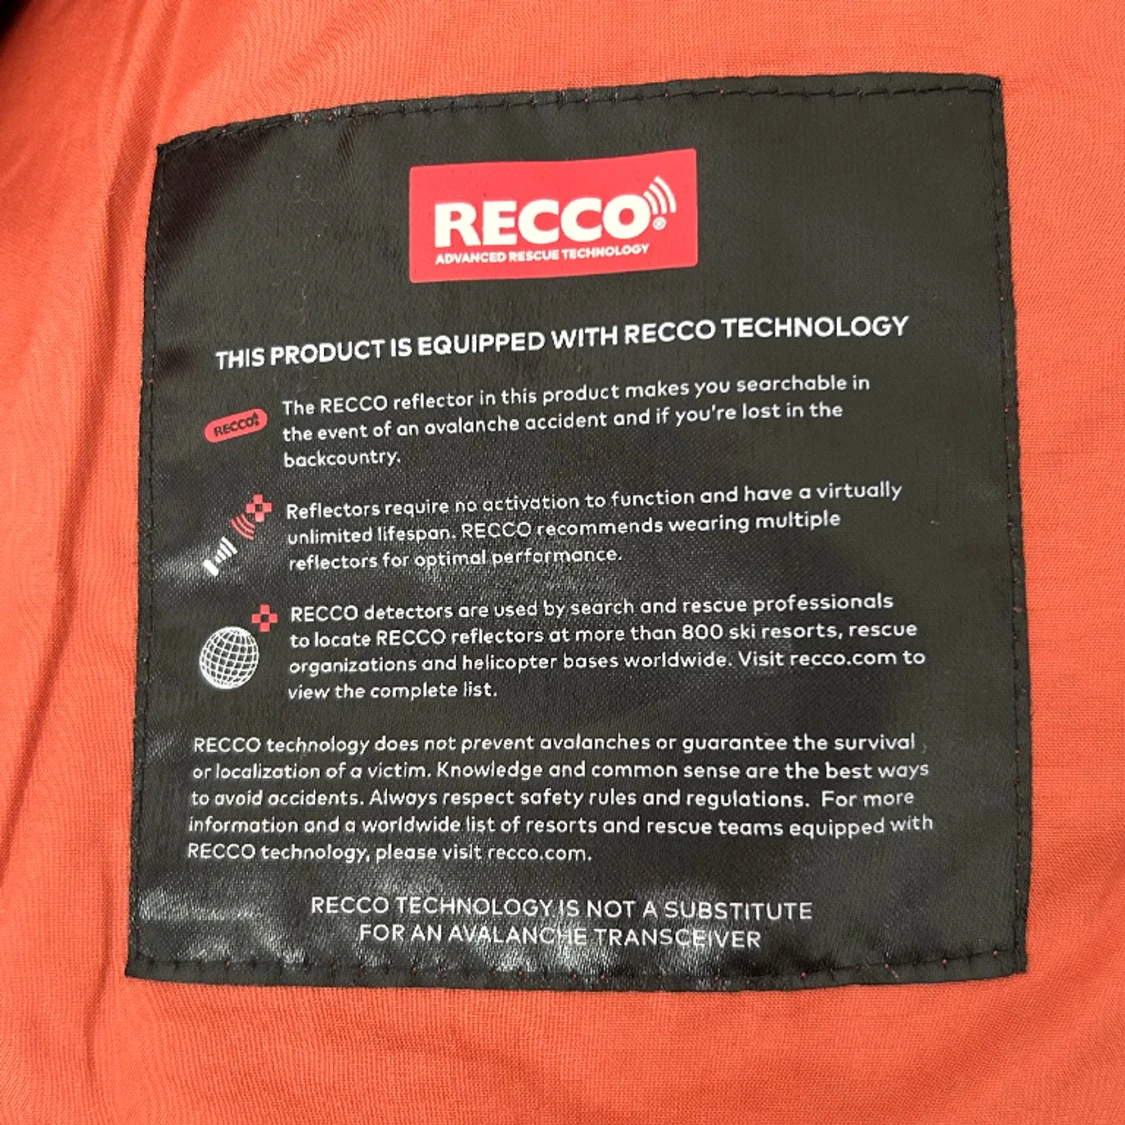 RECCO®
ADVANCED RESCUE TECHNOLOGY
THIS PRODUCT IS EQUIPPED WITH RECCO TECHNOLOGY
RECCO
The RECCO reflector in this product makes you searchable in
the event of an avalanche accident and if you're lost in the
backcountry.
Reflectors require no activation to function and have a virtually
unlimited lifespan. RECCO recommends wearing multiple
reflectors for optimal performance.
RECCO detectors are used by search and rescue professionals
to locate RECCO reflectors at more than 800 ski resorts, rescue
organizations and helicopter bases worldwide. Visit recco.com to
view the complete list.
RECCO technology does not prevent avalanches or guarantee the survival
or localization of a victim. Knowledge and common sense are the best ways
to avoid accidents. Always respect safety rules and regulations. For more
information and a worldwide list of resorts and rescue teams equipped with
RECCO technology, please visit recco.com.
RECCO TECHNOLOGY IS NOT A SUBSTITUTE
FOR AN AVALANCHE TRANSCEIVER